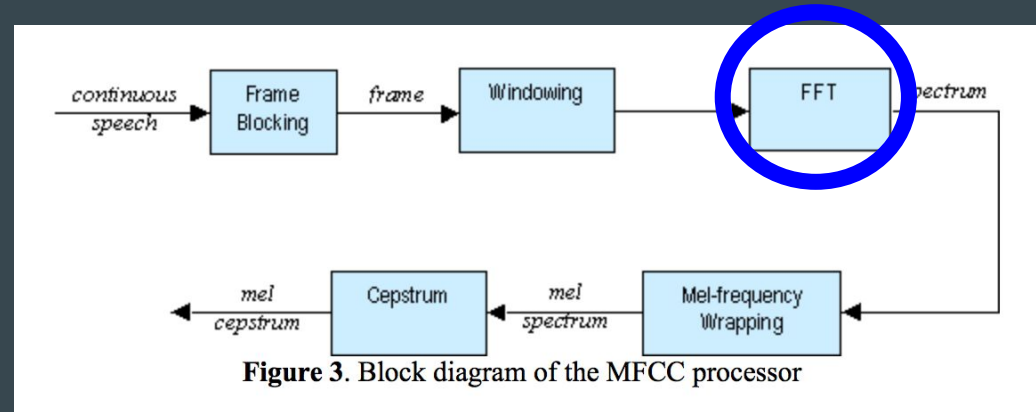 continuous
speech
Frame
Blocking
frame
Windowing
FFT
pectrum
mel
cepstrum
Cepstrum
mel
spectrum
Mel-frequency
Wrapping
Figure 3. Block diagram of the MFCC processor